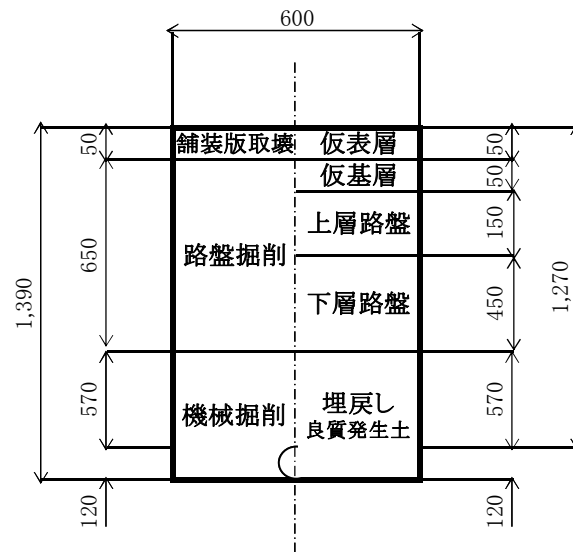 600
舗装版取壊 仮表層
仮基層
上層路盤
路盤掘削
下層路盤
機械掘削
埋戻し
良質発生土
50
650
570
120
1,390
50
50
150
450
570
120
1,270